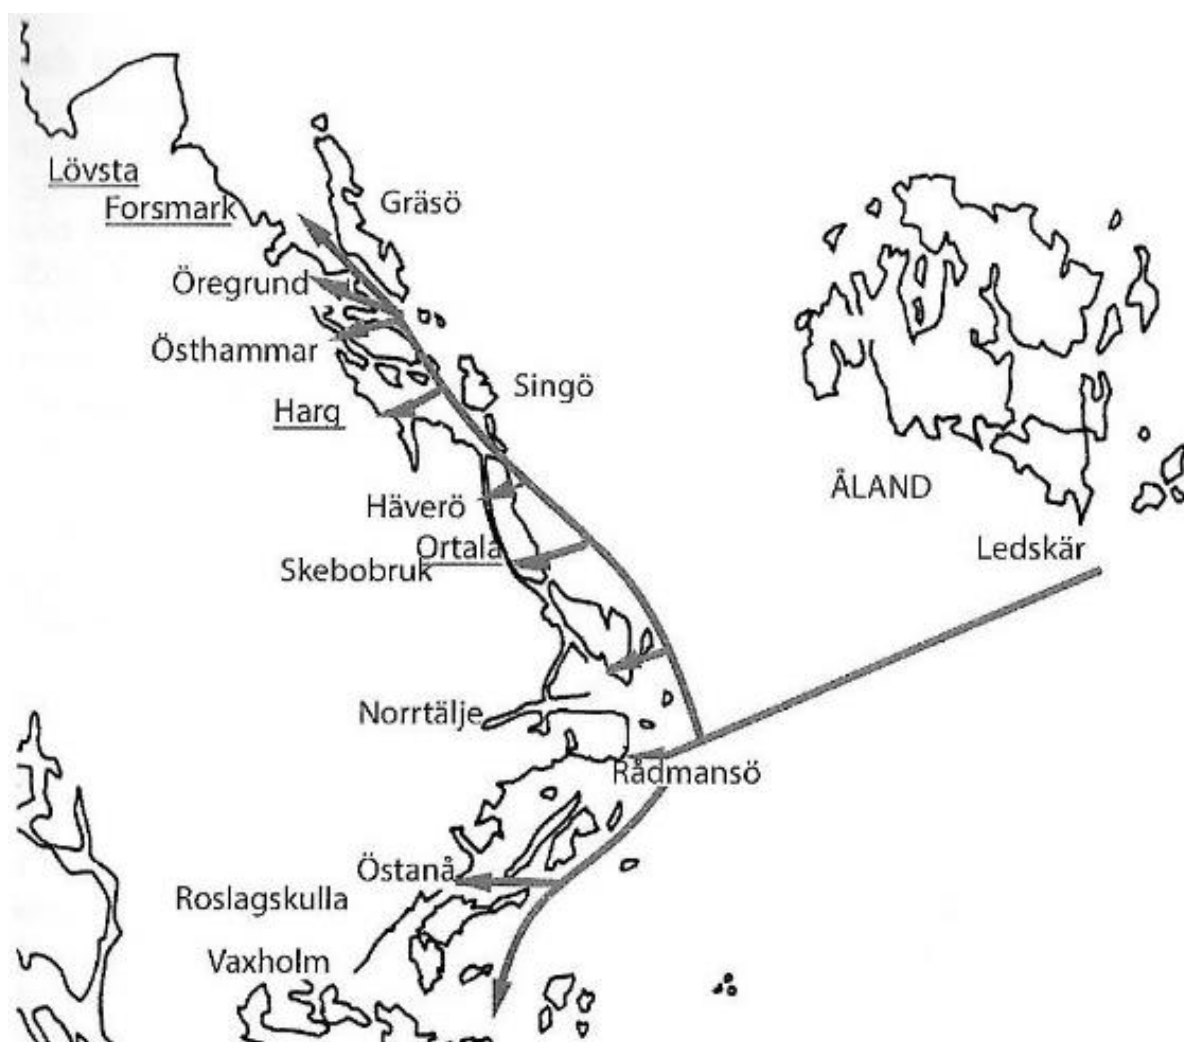 Lövsta
Forsmark
Gräsö
Öregrund
Östhammar
Singö
Harg
ÅLAND
Häverö
Ortala
Ledskär
Skebobruk
Norrtälje
Rådmansö
Östanå
Roslagskulla
Vaxholm